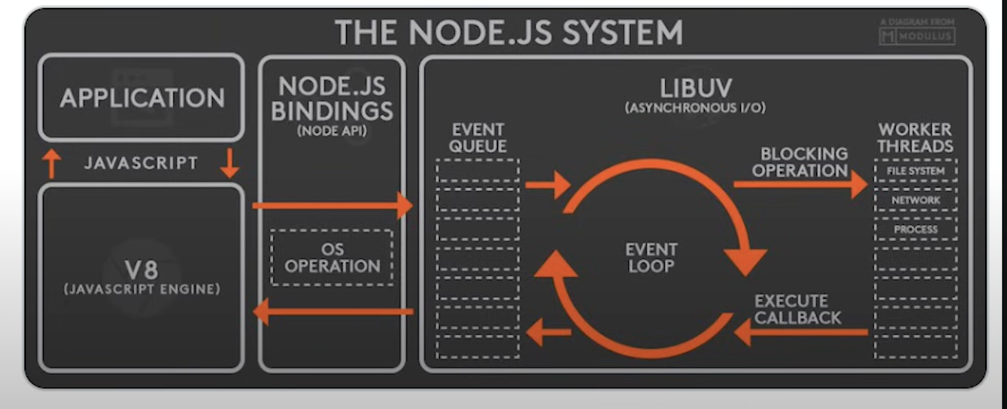 THE NODE.JS SYSTEM
A DIAGRAM FROM
M MODULUS
APPLICATION
JAVASCRIPT
V8
(JAVASCRIPT ENGINE)
NODE.JS
BINDINGS
(NODE API)
OS
OPERATION
LIBUV
(ASYNCHRONOUS I/O)
EVENT
QUEUE
EVENT
LOOP
BLOCKING
OPERATION
EXECUTE
CALLBACK
WORKER
THREADS
FILE SYSTEM
NETWORK
PROCESS